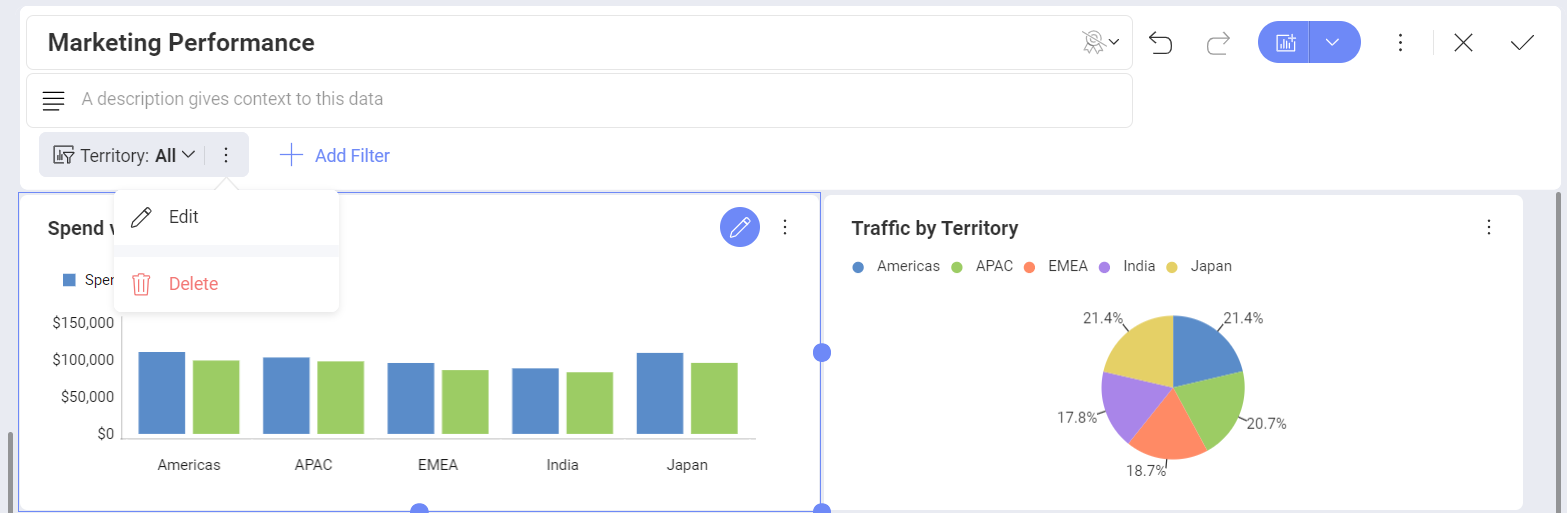 Marketing Performance
A description gives context to this data
Territory: All
Add Filter
Edit
Delete
Spend
$150,000
$100,000
$50,000
$0
Americas APAC EMEA India Japan
Traffic by Territory
Americas APAC EMEA India Japan
21.4% 21.4%
17.8% 20.7%
18.7%